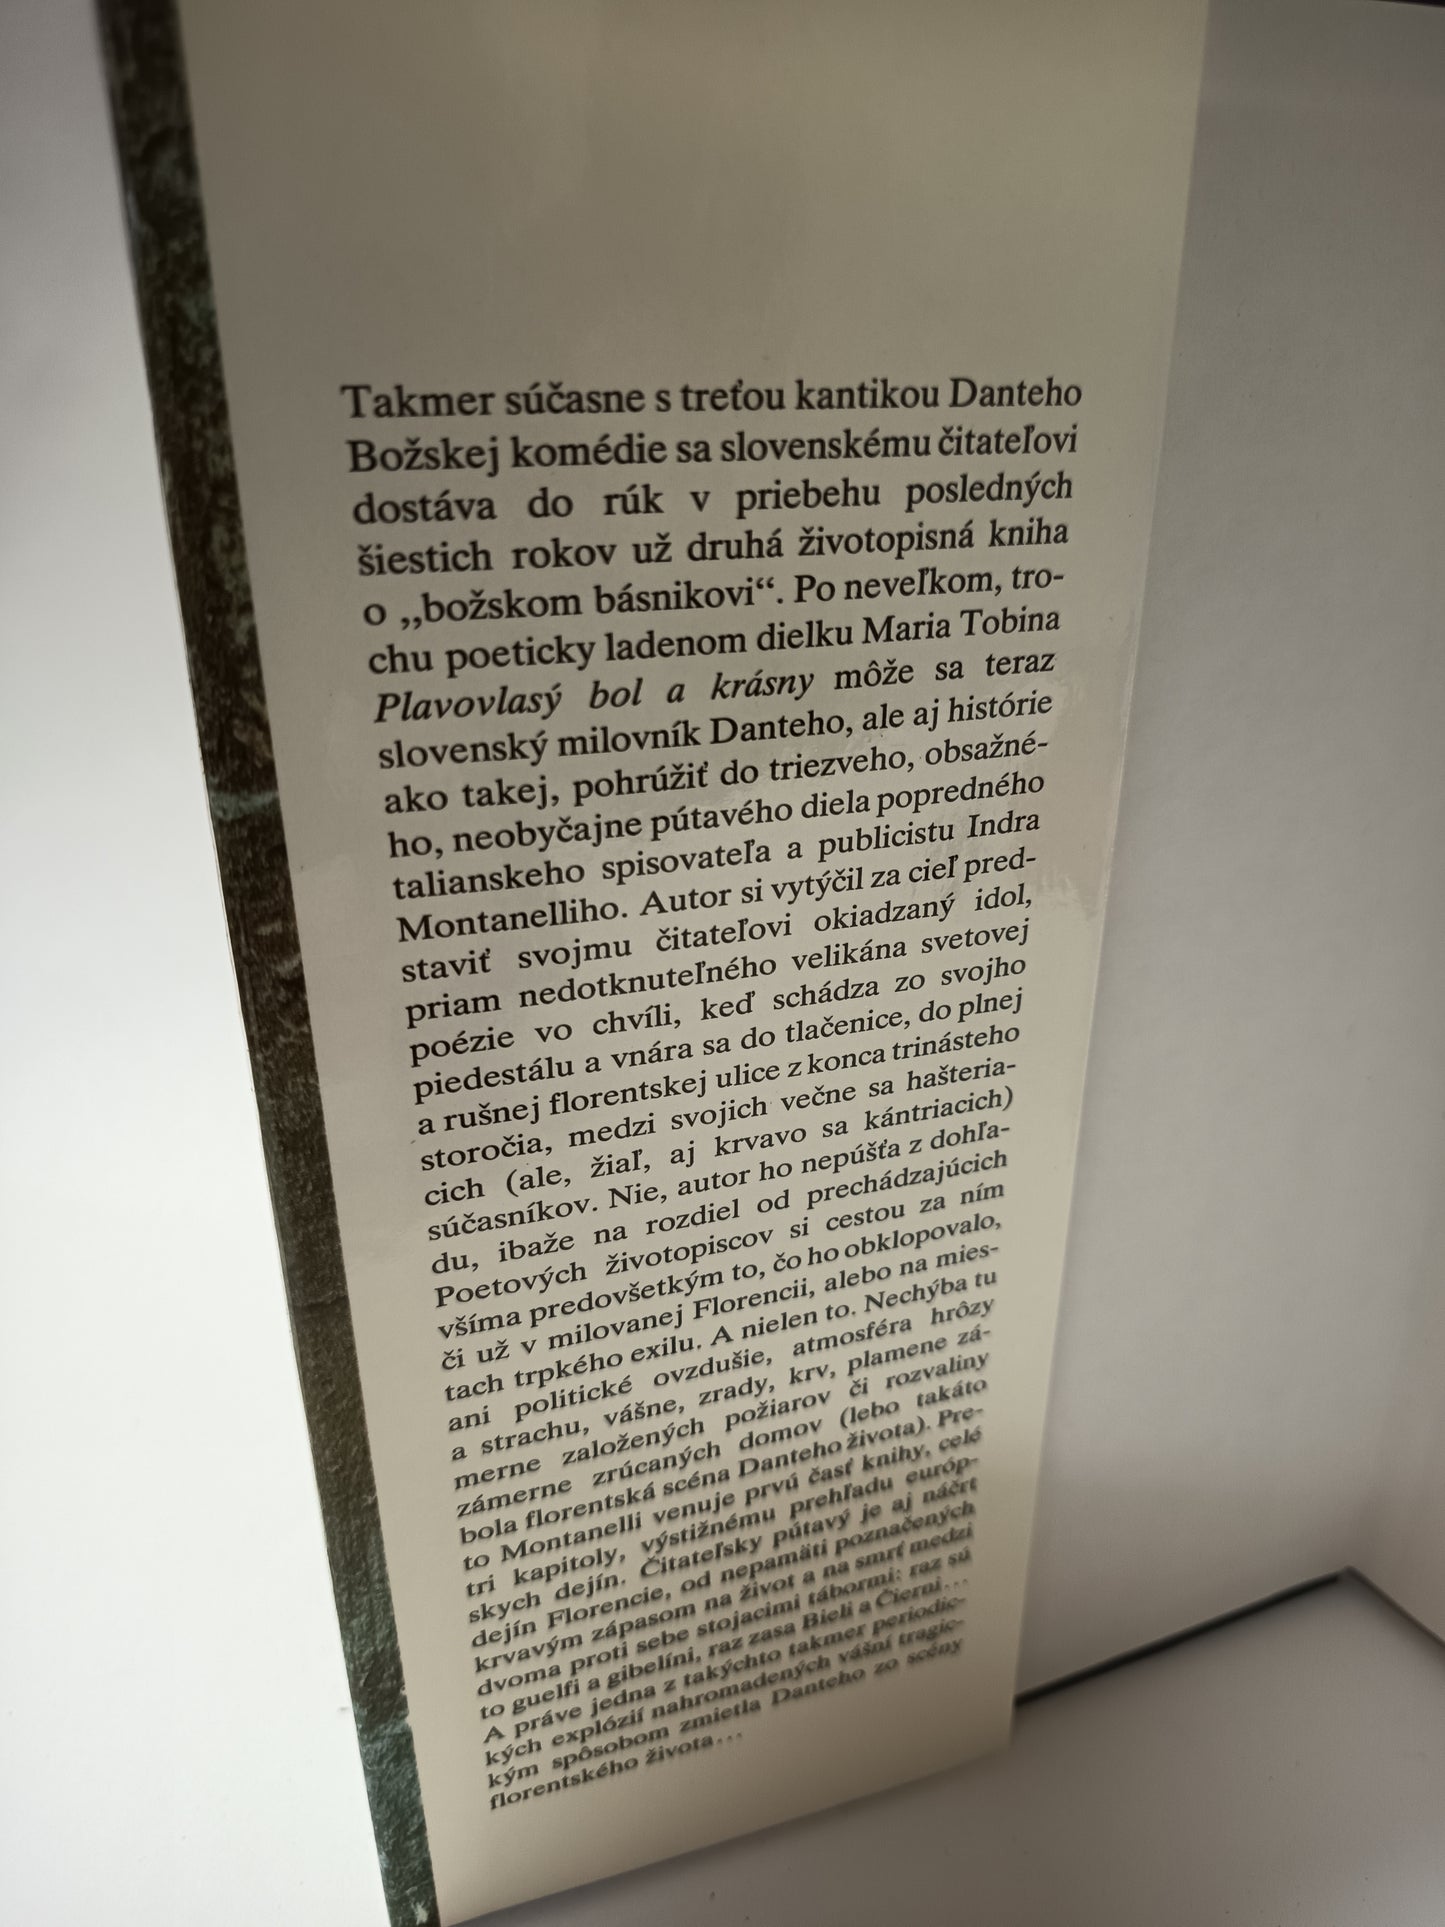 Takmer súčasne s treťou kantikou Danteho
Božskej komédie sa slovenskému čitateľovi
dostáva do rúk v priebehu posledných
šiestich rokov už druhá životopisná kniha
o „božskom básnikovi“. Po neveľkom, tro-
chu poeticky ladenom dielku Maria Tobina
Plavovlasý bol a krásny môže sa teraz
slovenský milovník Danteho, ale aj histórie
ako takej, pohrúžiť do triezveho, obsažné-
ho, neobyčajne pútavého diela popredného
talianskeho spisovateľa a publicistu Indra
Montanelliho. Autor si vytýčil za cieľ pred-
staviť svojmu čitateľovi okiadzaný idol,
priam nedotknuteľného velikána svetovej
poézie vo chvíli, keď schádza zo svojho
piedestálu a vnára sa do tlačenice, do plnej
a rušnej florentskej ulice z konca trinásteho
storočia, medzi svojich večne sa hašteria-
cich (ale, žiaľ, aj krvavo sa kántriacich)
súčasníkov. Nie, autor ho nepúšťa z dohľa-
du, ibaže na rozdiel od prechádzajúcich
Poetových životopiscov si cestou za ním
všíma predovšetkým to, čo ho obklopovalo,
či už v milovanej Florencii, alebo na mies-
tach trpkého exilu. A nielen to. Nechýba tu
ani politické ovzdušie, atmosféra hrôzy
a strachu, vášne, zrady, krv, plamene zá-
merne založených požiarov či rozvaliny
zámerne zrúcaných domov (lebo takáto
bola florentská scéna Danteho života). Pre-
to Montanelli venuje prvú časť knihy, celé
tri kapitoly, výstižnému prehľadu európ-
skych dejín. Čitateľsky pútavý je aj náčrt
dejín Florencie, od nepamäti poznačených
krvavým zápasom na život a na smrť medzi
dvoma proti sebe stojacimi tábormi: raz sú
to guelfi a gibelíni, raz zasa Bieli a Čierni...
A práve jedna z takýchto takmer periodic-
kých explózií nahromadených vášní tragic-
kým spôsobom zmietla Danteho zo scény
florentského života...